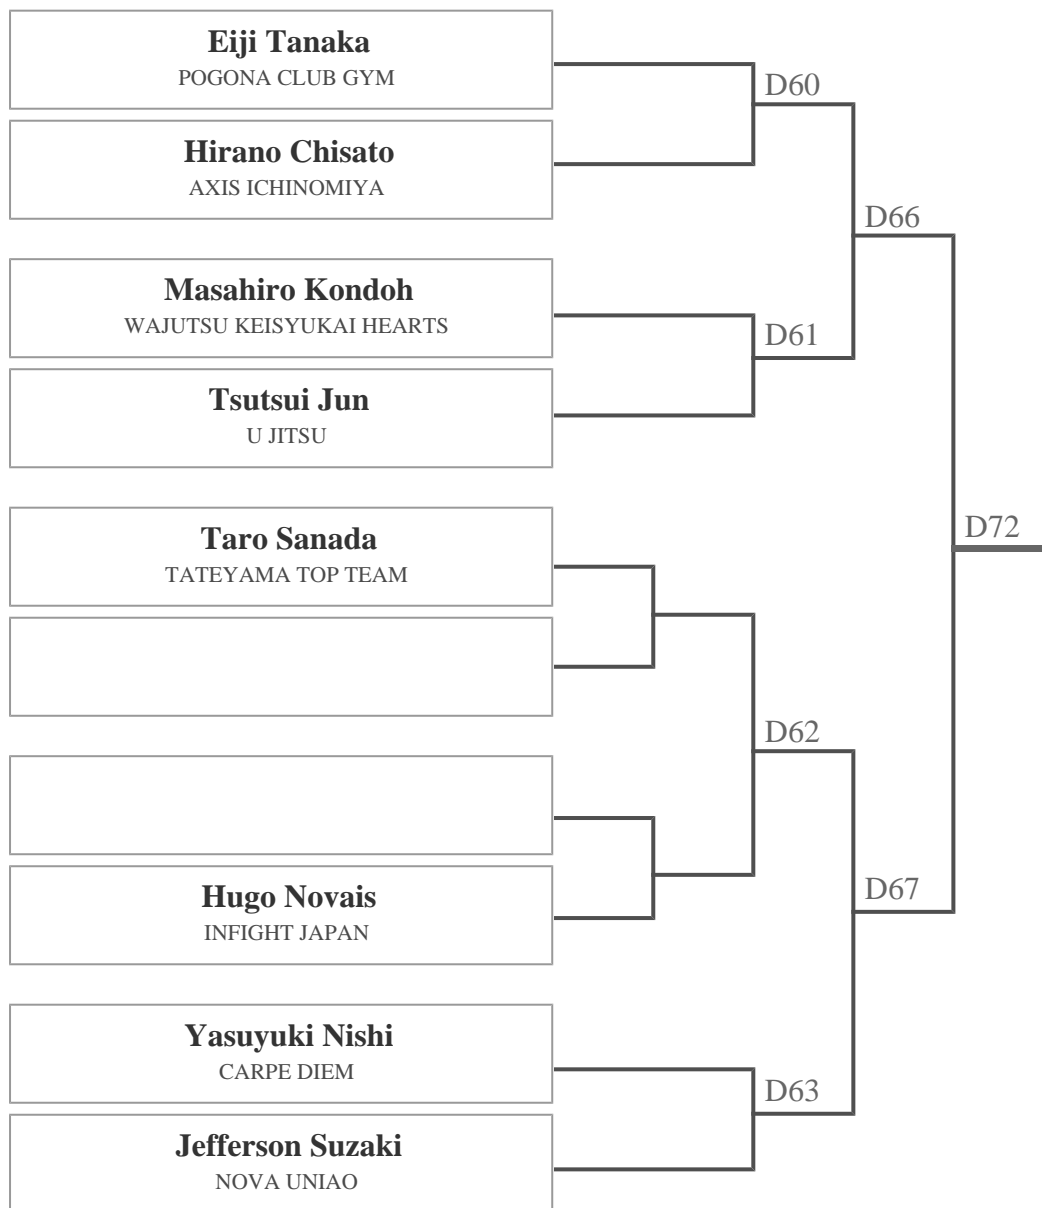 Eiji Tanaka
POGONA CLUB GYM
D60
Hirano Chisato
AXIS ICHINOMIYA
D66
Masahiro Kondoh
WAJUTSU KEISYUKAI HEARTS
D61
Tsutsui Jun
U JITSU
Taro Sanada
TATEYAMA TOP TEAM
D72
D62
Hugo Novais
INFIGHT JAPAN
D67
Yasuyuki Nishi
CARPE DIEM
D63
Jefferson Suzaki
NOVA UNIAO